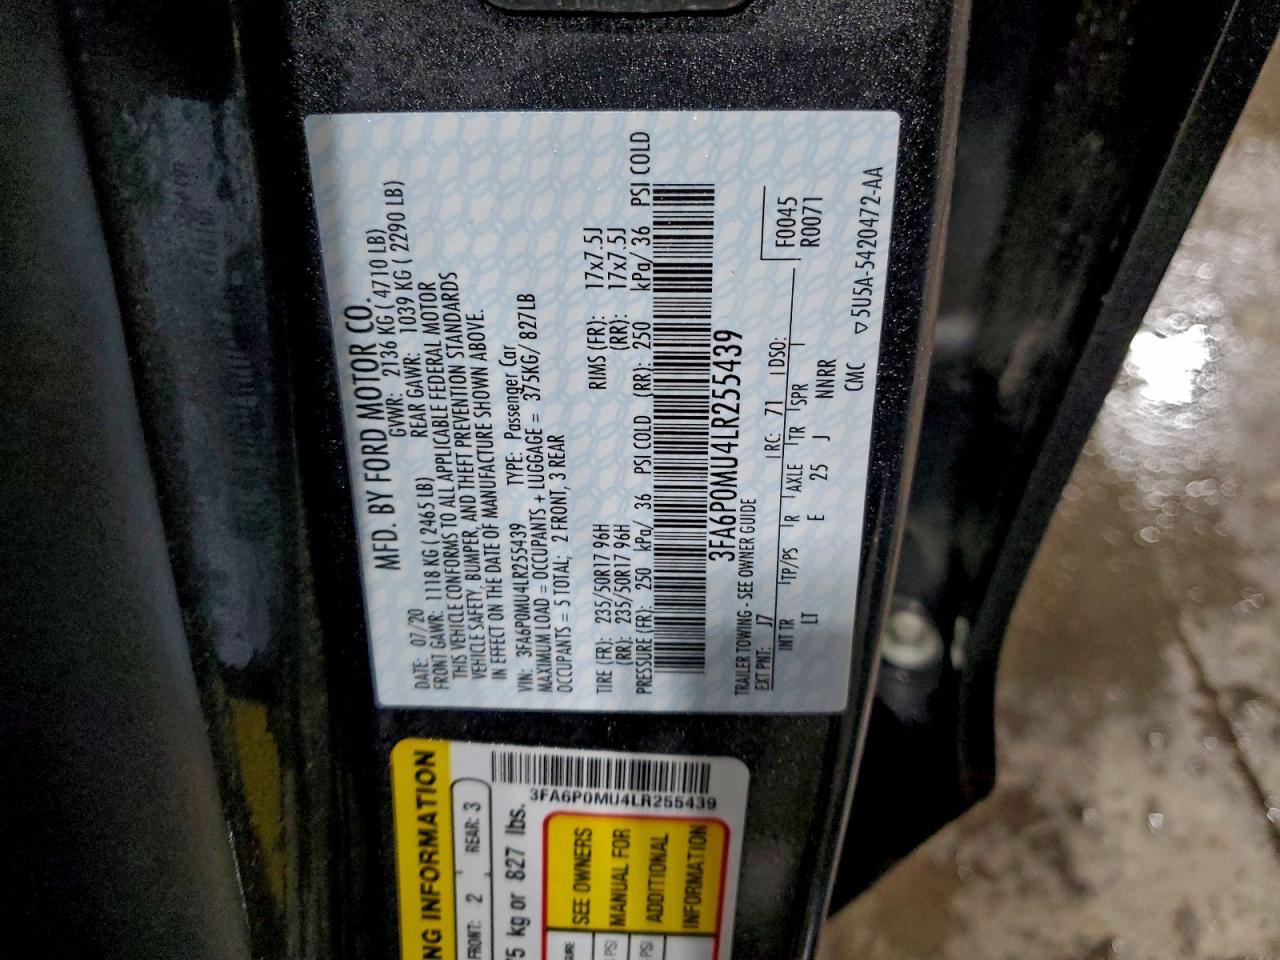 MFD. BY FORD MOTOR CO.
DATE: 07/20 GVWR: 2136 KG ( 4710 LB)
FRONT GAWR: 1118 KG ( 2465 LB) REAR GAWR: 1039 KG ( 2290 LB)
THIS VEHICLE CONFORMS TO ALL APPLICABLE FEDERAL MOTOR
VEHICLE SAFETY, BUMPER, AND THEFT PREVENTION STANDARDS
IN EFFECT ON THE DATE OF MANUFACTURE SHOWN ABOVE.
VIN: 3FA6P0MU4LR255439 TYPE: Passenger Car
MAXIMUM LOAD = OCCUPANTS + LUGGAGE = 375KG/ 827LB
OCCUPANTS = 5 TOTAL: 2 FRONT, 3 REAR
TIRE (FR): 235/50R17 96H RIMS (FR): 17x7.5J
(RR): 235/50R17 96H (RR): 17x7.5J
PRESSURE (FR): 250 kPa/ 36 PSI COLD (RR): 250 kPa/ 36 PSI COLD
3FA6P0MU4LR255439
TRAILER TOWING - SEE OWNER GUIDE
F0045
R0071
EXT PNT: J7 RC: 71 DSO:
INT TR TP/PS R AXLE TR SPR
LT E 25 J NNRR
CMC ▽5U5A-5420472-AA
NG INFORMATION
FRONT: 2 REAR: 3
5 kg or 827 lbs.
3FA6P0MU4LR255439
SEE OWNERS
MANUAL FOR
ADDITIONAL
INFORMATION
PSI
PSI